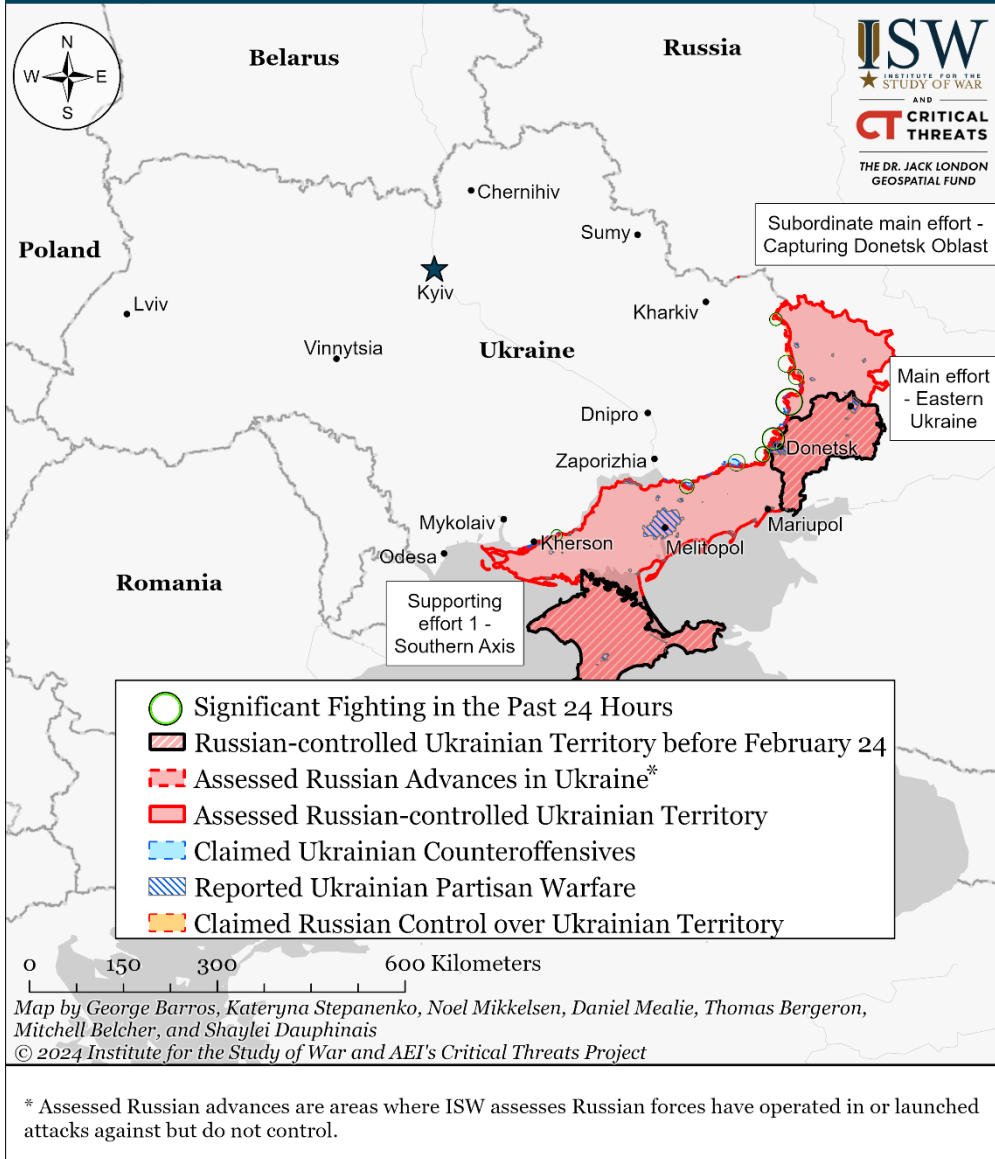 N
W
E
S
Belarus
Russia
ISW
INSTITUTE FOR THE
STUDY OF WAR
AND
CT CRITICAL
THREATS
THE DR. JACK LONDON
GEOSPATIAL FUND
Chernihiv
Sumy
Subordinate main effort -
Capturing Donetsk Oblast
Poland
Kyiv
Lviv
Kharkiv
Vinnytsia
Ukraine
Main effort
- Eastern
Ukraine
Dnipro
Donetsk
Zaporizhia
Mykolaiv
Mariupol
Kherson
Melitopol
Odesa
Romania
Supporting
effort 1 -
Southern Axis
Significant Fighting in the Past 24 Hours
Russian-controlled Ukrainian Territory before February 24
Assessed Russian Advances in Ukraine*
Assessed Russian-controlled Ukrainian Territory
Claimed Ukrainian Counteroffensives
Reported Ukrainian Partisan Warfare
Claimed Russian Control over Ukrainian Territory
0 150 300 600 Kilometers
Map by George Barros, Kateryna Stepanenko, Noel Mikkelsen, Daniel Mealie, Thomas Bergeron,
Mitchell Belcher, and Shaylei Dauphinais
© 2024 Institute for the Study of War and AEI's Critical Threats Project
* Assessed Russian advances are areas where ISW assesses Russian forces have operated in or launched
attacks against but do not control.